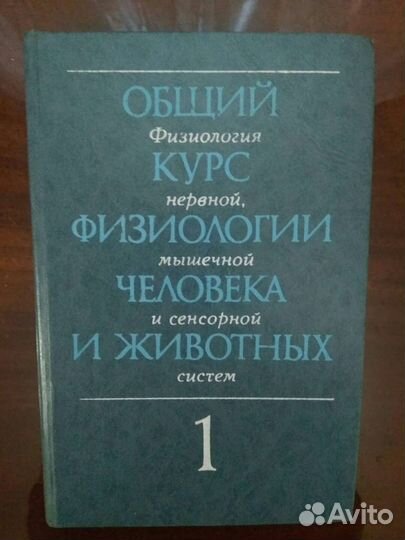 ОБЩИЙ
Физиология
КУРС
нервной,
ФИЗИОЛОГИИ
мышечной
ЧЕЛОВЕКА
и сенсорной
И ЖИВОТНЫХ
систем
1
Avito